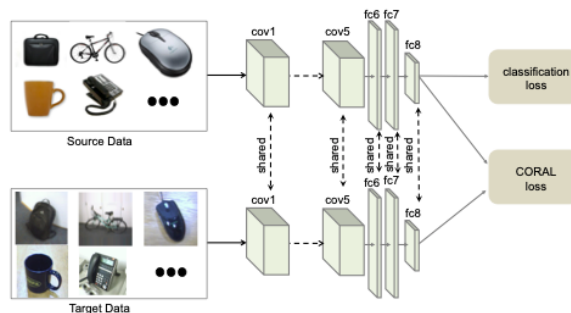 cov1
cov5
fc6
fc7
fc8
classification
loss
Source Data
shared
shared
shared
shared
shared
CORAL
loss
cov1
cov5
fc6
fc7
fc8
Target Data